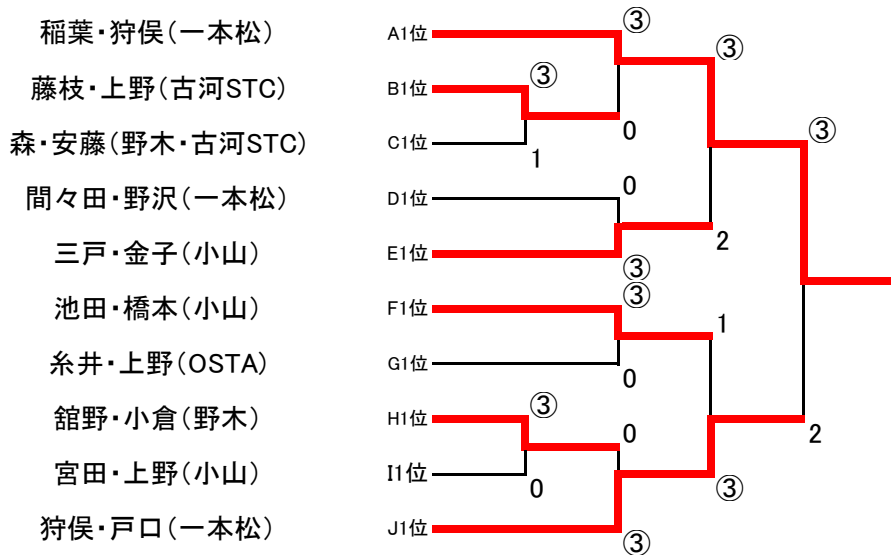 稲葉・狩俣(一本松) A1位 ③ ③
藤枝・上野(古河STC) B1位 ③
森・安藤(野木・古河STC) C1位 1 0 ③
間々田・野沢(一本松) D1位 0
三戸・金子(小山) E1位 ③ 2
池田・橋本(小山) F1位 ③ 1
糸井・上野(OSTA) G1位 0
舘野・小倉(野木) H1位 ③ 0 2
宮田・上野(小山) I1位 0 ③
狩俣・戸口(一本松) J1位 ③